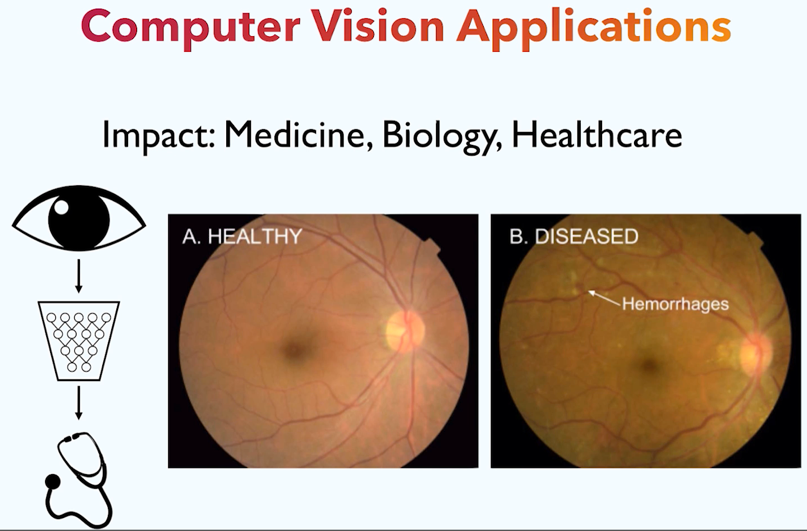 Computer Vision Applications
Impact: Medicine, Biology, Healthcare
A. HEALTHY
B. DISEASED
Hemorrhages